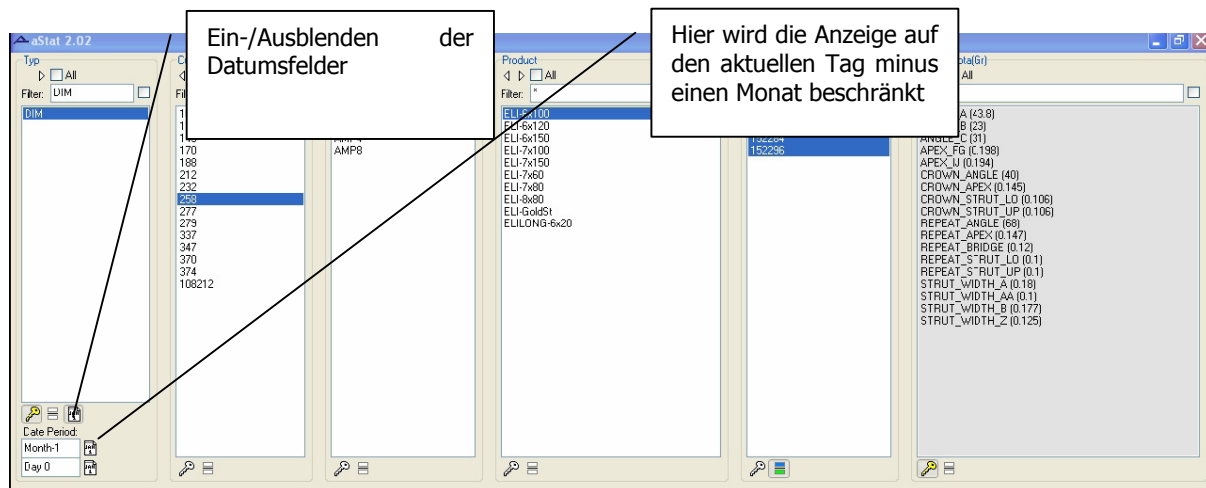 aStat 2.02
Ein-/Ausblenden der
Datumsfelder
Hier wird die Anzeige auf
den aktuellen Tag minus
einen Monat beschränkt
Typ
All
Filter: DIM
DIM
Date Period:
Month-1
Day 0
170
188
212
232
258
277
279
337
347
370
374
108212
AMP8
Product
All
Filter: *
ELI-6x100
ELI-6x120
ELI-6x150
ELI-7x100
ELI-7x150
ELI-7x60
ELI-7x80
ELI-8x80
ELI-GoldSt
ELILONG-6x20
152296
ota(Gr)
All
A (43.8)
B (23)
ANGLE_C (31)
APEX_FG (0.198)
APEX_IJ (0.194)
CROWN_ANGLE (40)
CROWN_APEX (0.145)
CROWN_STRUT_LO (0.106)
CROWN_STRUT_UP (0.106)
REPEAT_ANGLE (68)
REPEAT_APEX (0.147)
REPEAT_BRIDGE (0.12)
REPEAT_STRUT_LO (0.1)
REPEAT_STRUT_UP (0.1)
STRUT_WIDTH_A (0.18)
STRUT_WIDTH_AA (0.1)
STRUT_WIDTH_B (0.177)
STRUT_WIDTH_Z (0.125)